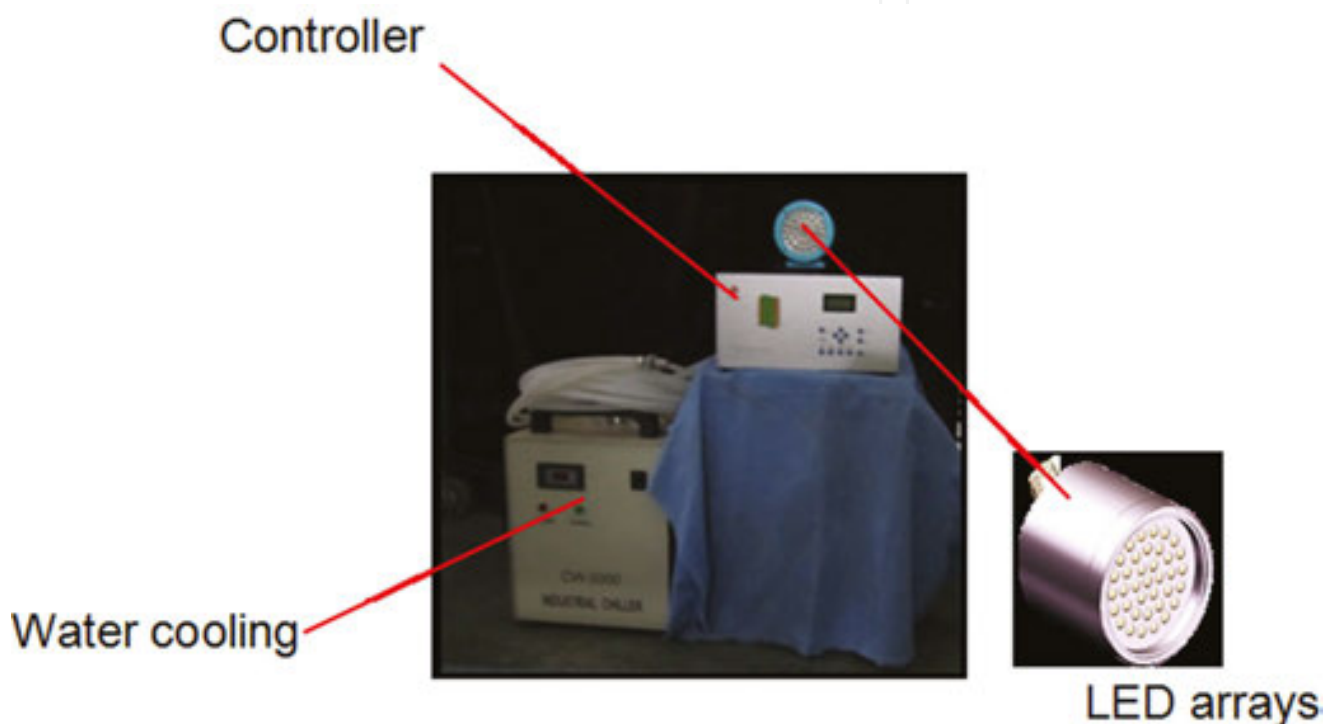 Controller
Water cooling
CW-5000
INDUSTRIAL CHILLER
LED arrays